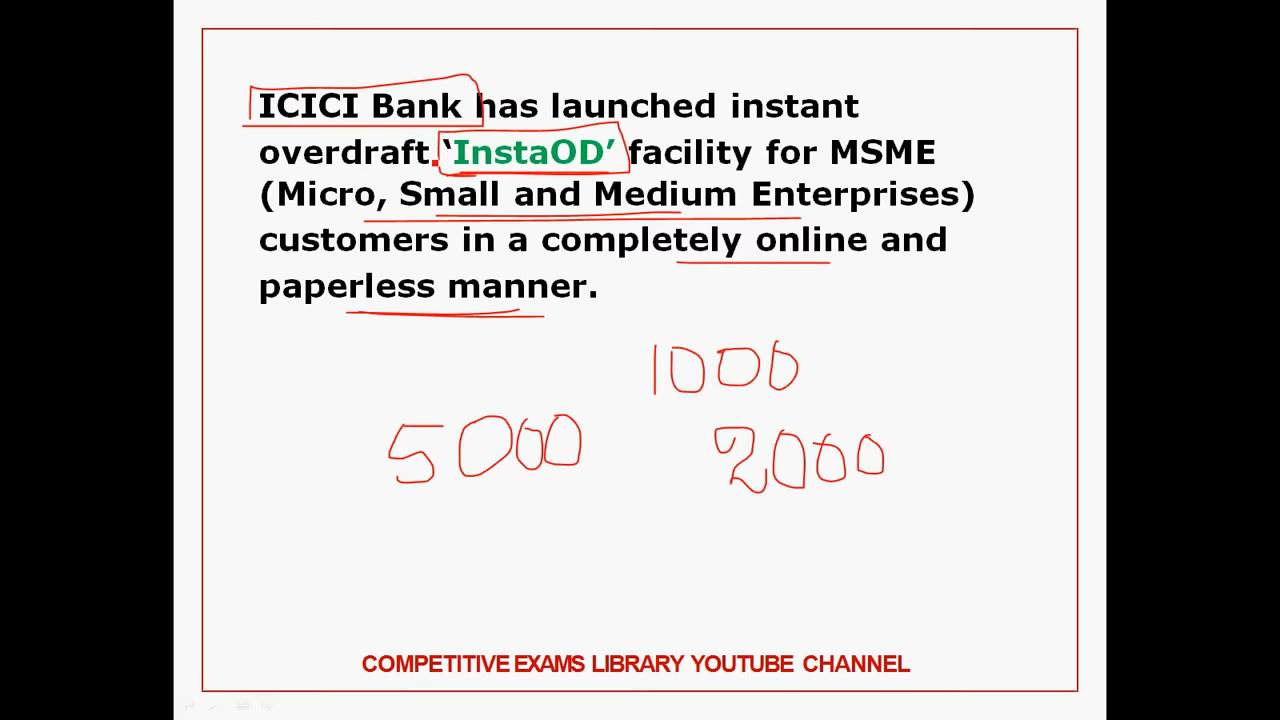 ICICI Bank has launched instant
overdraft.‘InstaOD’ facility for MSME
(Micro, Small and Medium Enterprises)
customers in a completely online and
paperless manner.
1000
5000 2000
COMPETITIVE EXAMS LIBRARY YOUTUBE CHANNEL